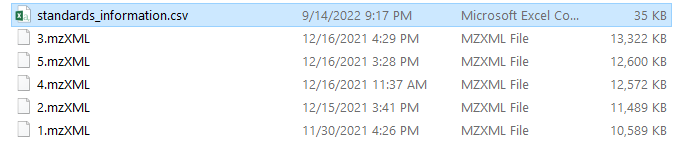 standards_information.csv 9/14/2022 9:17 PM Microsoft Excel Co... 35 KB
3.mzXML 12/16/2021 4:29 PM MZXML File 13,322 KB
5.mzXML 12/16/2021 3:28 PM MZXML File 12,600 KB
4.mzXML 12/16/2021 11:37 AM MZXML File 12,572 KB
2.mzXML 12/15/2021 3:41 PM MZXML File 11,489 KB
1.mzXML 11/30/2021 4:26 PM MZXML File 10,589 KB